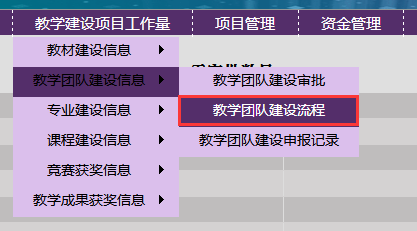 教学建设项目工作量 项目管理 资金管理
教材建设信息
教学团队建设信息 教学团队建设审批
专业建设信息 教学团队建设流程
课程建设信息 教学团队建设申报记录
竞赛获奖信息
教学成果获奖信息